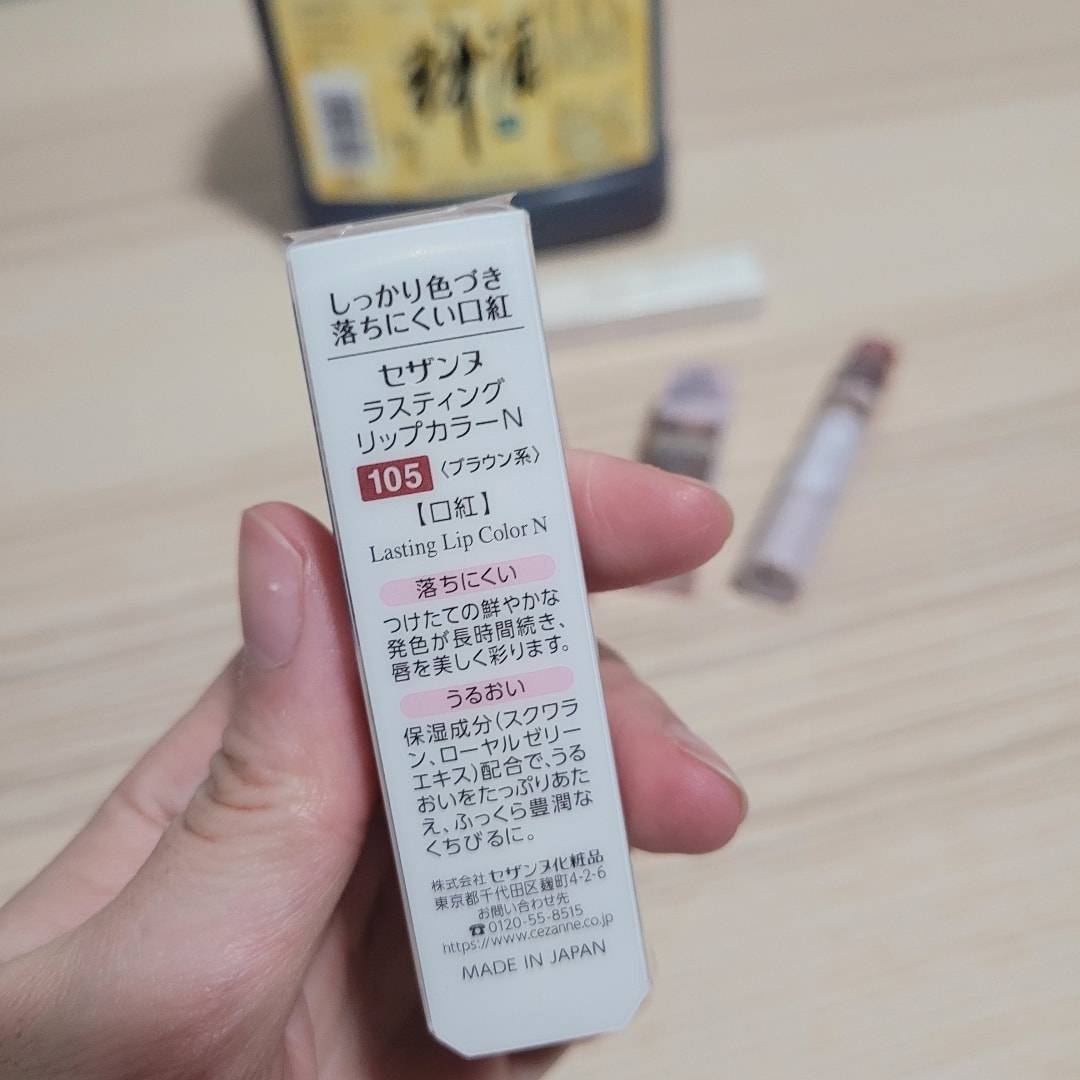 しっかり色づき
落ちにくい口紅
セザンヌ
ラスティング
リップカラーN
105 〈ブラウン系〉
【口紅】
Lasting Lip Color N
落ちにくい
つけたての鮮やかな
発色が長時間続き、
唇を美しく彩ります。
うるおい
保湿成分(スクワラ
ン、ローヤルゼリー
エキス)配合で、うる
おいをたっぷりあた
え、ふっくら豊潤な
くちびるに。
株式会社 セザンヌ化粧品
東京都千代田区麹町4-2-6
お問い合わせ先
☎0120-55-8515
https://www.cezanne.co.jp
MADE IN JAPAN